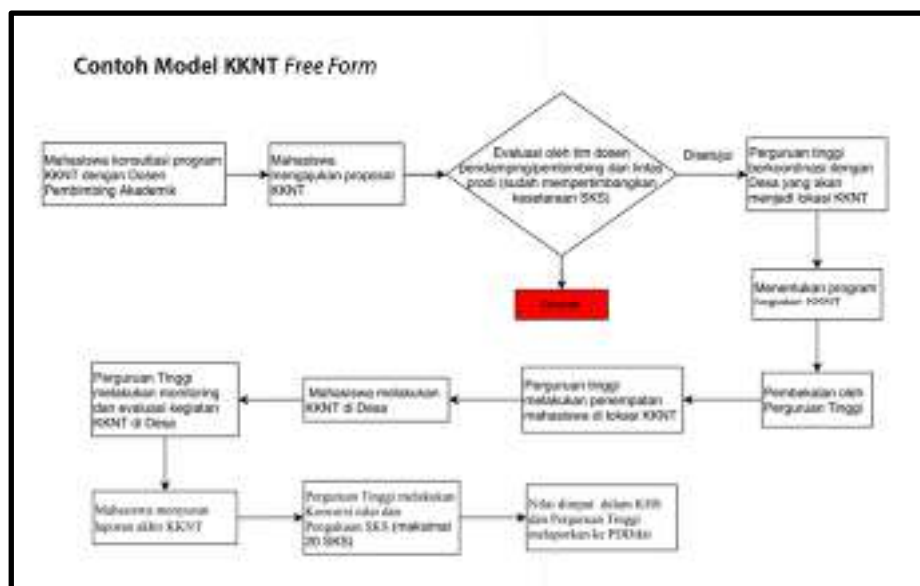 Contoh Model KKNT Free Form
Mahasiswa konsultasi program
KKNT dengan Dosen
Pembimbing Akademik
Mahasiswa
mengajukan proposal
KKNT
Evaluasi oleh tim dosen
pendamping/pembimbing dan lintas
prodi (sudah mempertimbangkan
kesetaraan SKS)
Disetujui
Perguruan tinggi
berkoordinasi dengan
Desa yang akan
menjadi lokasi KKNT
Menentukan program
kegiatan KKNT
Pembekalan oleh
Perguruan Tinggi
Perguruan tinggi
melakukan penempatan
mahasiswa di lokasi KKNT
Mahasiswa melakukan
KKNT di Desa
Perguruan Tinggi
melakukan monitoring
dan evaluasi kegiatan
KKNT di Desa
Mahasiswa menyusun
laporan akhir KKNT
Perguruan Tinggi melakukan
Konversi nilai dan
Pengakuan SKS (maksimal
20 SKS)
Nilai dimuat dalam KHS
dan Perguruan Tinggi
melaporkan ke PDDikti